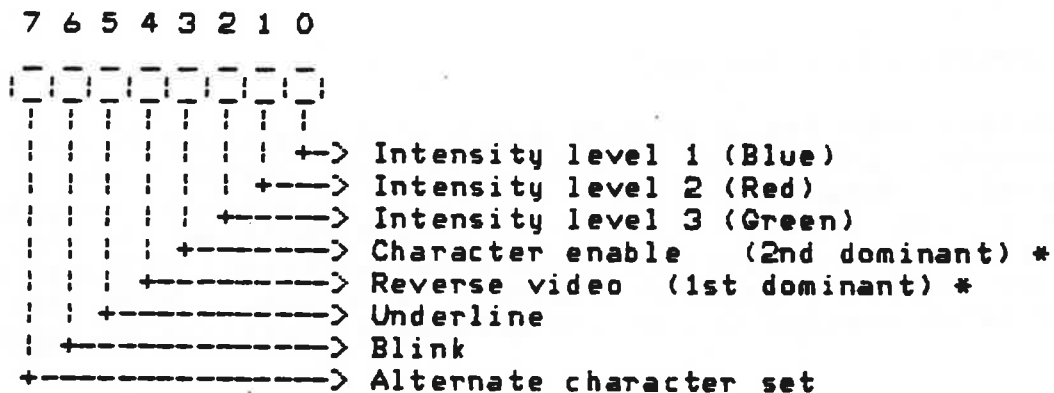 7 6 5 4 3 2 1 0
Intensity level 1 (Blue)
Intensity level 2 (Red)
Intensity level 3 (Green)
Character enable (2nd dominant) *
Reverse video (1st dominant) *
Underline
Blink
Alternate character set